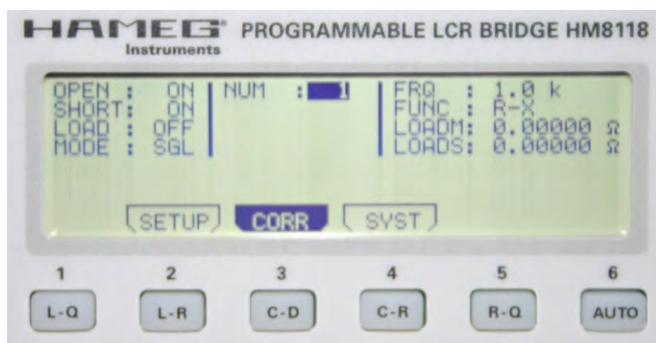 HAMEG® PROGRAMMABLE LCR BRIDGE HM8118
Instruments
OPEN : ON NUM : 1 FRQ : 1.0 k
SHORT: ON FUNC : R-X
LOAD : OFF LOADM: 0.00000 Ω
MODE : SGL LOADS: 0.00000 Ω
SETUP CORR SYST
1 2 3 4 5 6
L-Q L-R C-D C-R R-Q AUTO